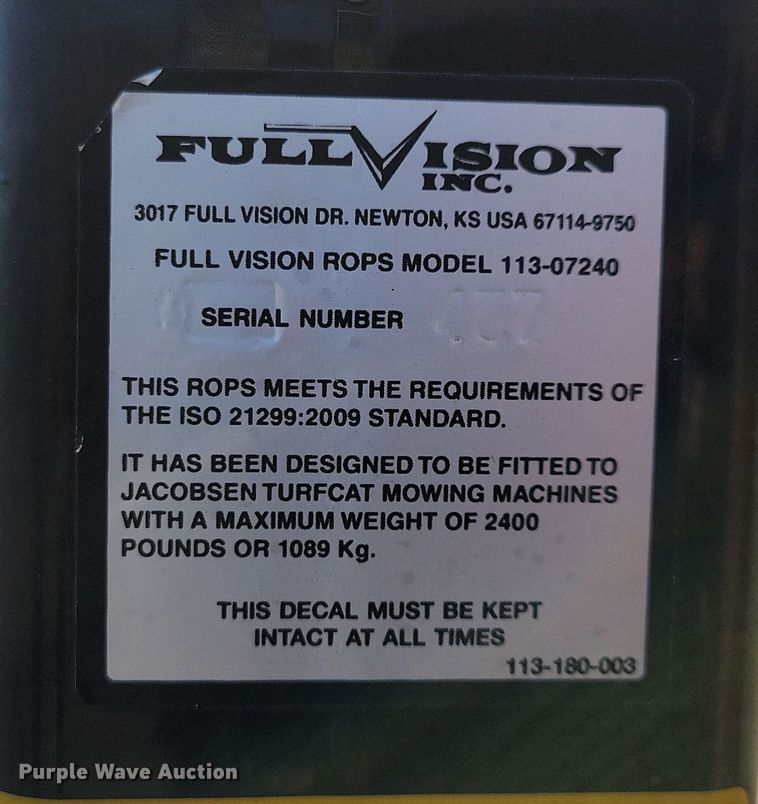 FULL VISION
INC.
3017 FULL VISION DR. NEWTON, KS USA 67114-9750
FULL VISION ROPS MODEL 113-07240
SERIAL NUMBER
THIS ROPS MEETS THE REQUIREMENTS OF
THE ISO 21299:2009 STANDARD.
IT HAS BEEN DESIGNED TO BE FITTED TO
JACOBSEN TURFCAT MOWING MACHINES
WITH A MAXIMUM WEIGHT OF 2400
POUNDS OR 1089 Kg.
THIS DECAL MUST BE KEPT
INTACT AT ALL TIMES
113-180-003
Purple Wave Auction